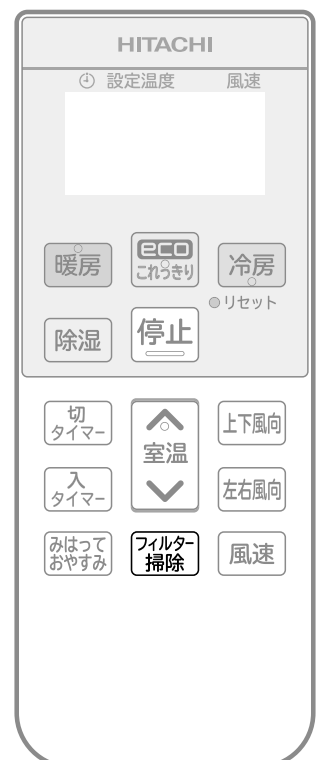 HITACHI
設定温度 風速
暖房
eco
これっきり
冷房
リセット
除湿
停止
切
タイマー
室温
上下風向
入
タイマー
左右風向
みはって
おやすみ
フィルター
掃除
風速